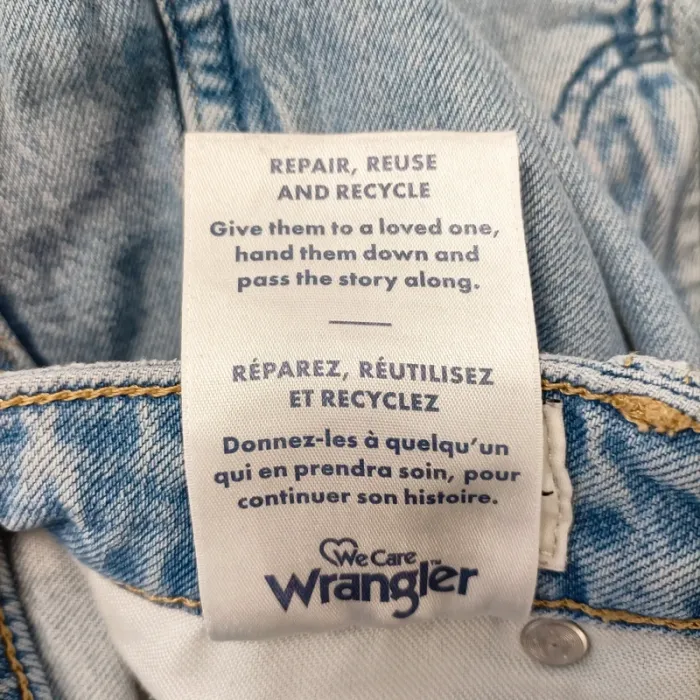 REPAIR, REUSE
AND RECYCLE
Give them to a loved one,
hand them down and
pass the story along.
RÉPAREZ, RÉUTILISEZ
ET RECYCLEZ
Donnez-les à quelqu'un
qui en prendra soin, pour
continuer son histoire.
We Care™
Wrangler